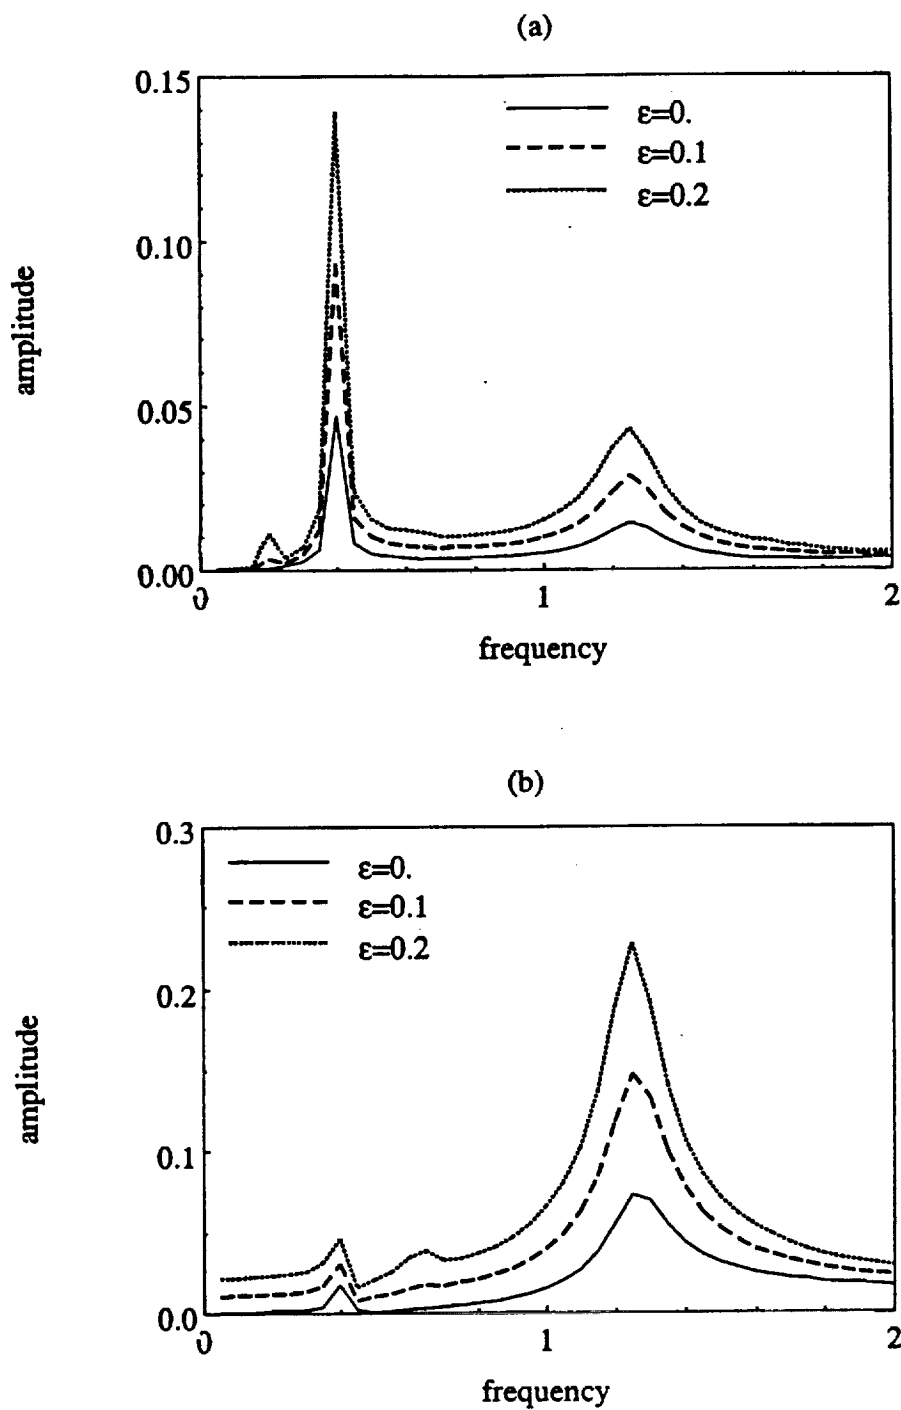 (a)
0.15
0.10
0.05
0.00
amplitude
ε=0.
ε=0.1
ε=0.2
0
1
2
frequency
(b)
0.3
0.2
0.1
0.0
amplitude
ε=0.
ε=0.1
ε=0.2
0
1
2
frequency